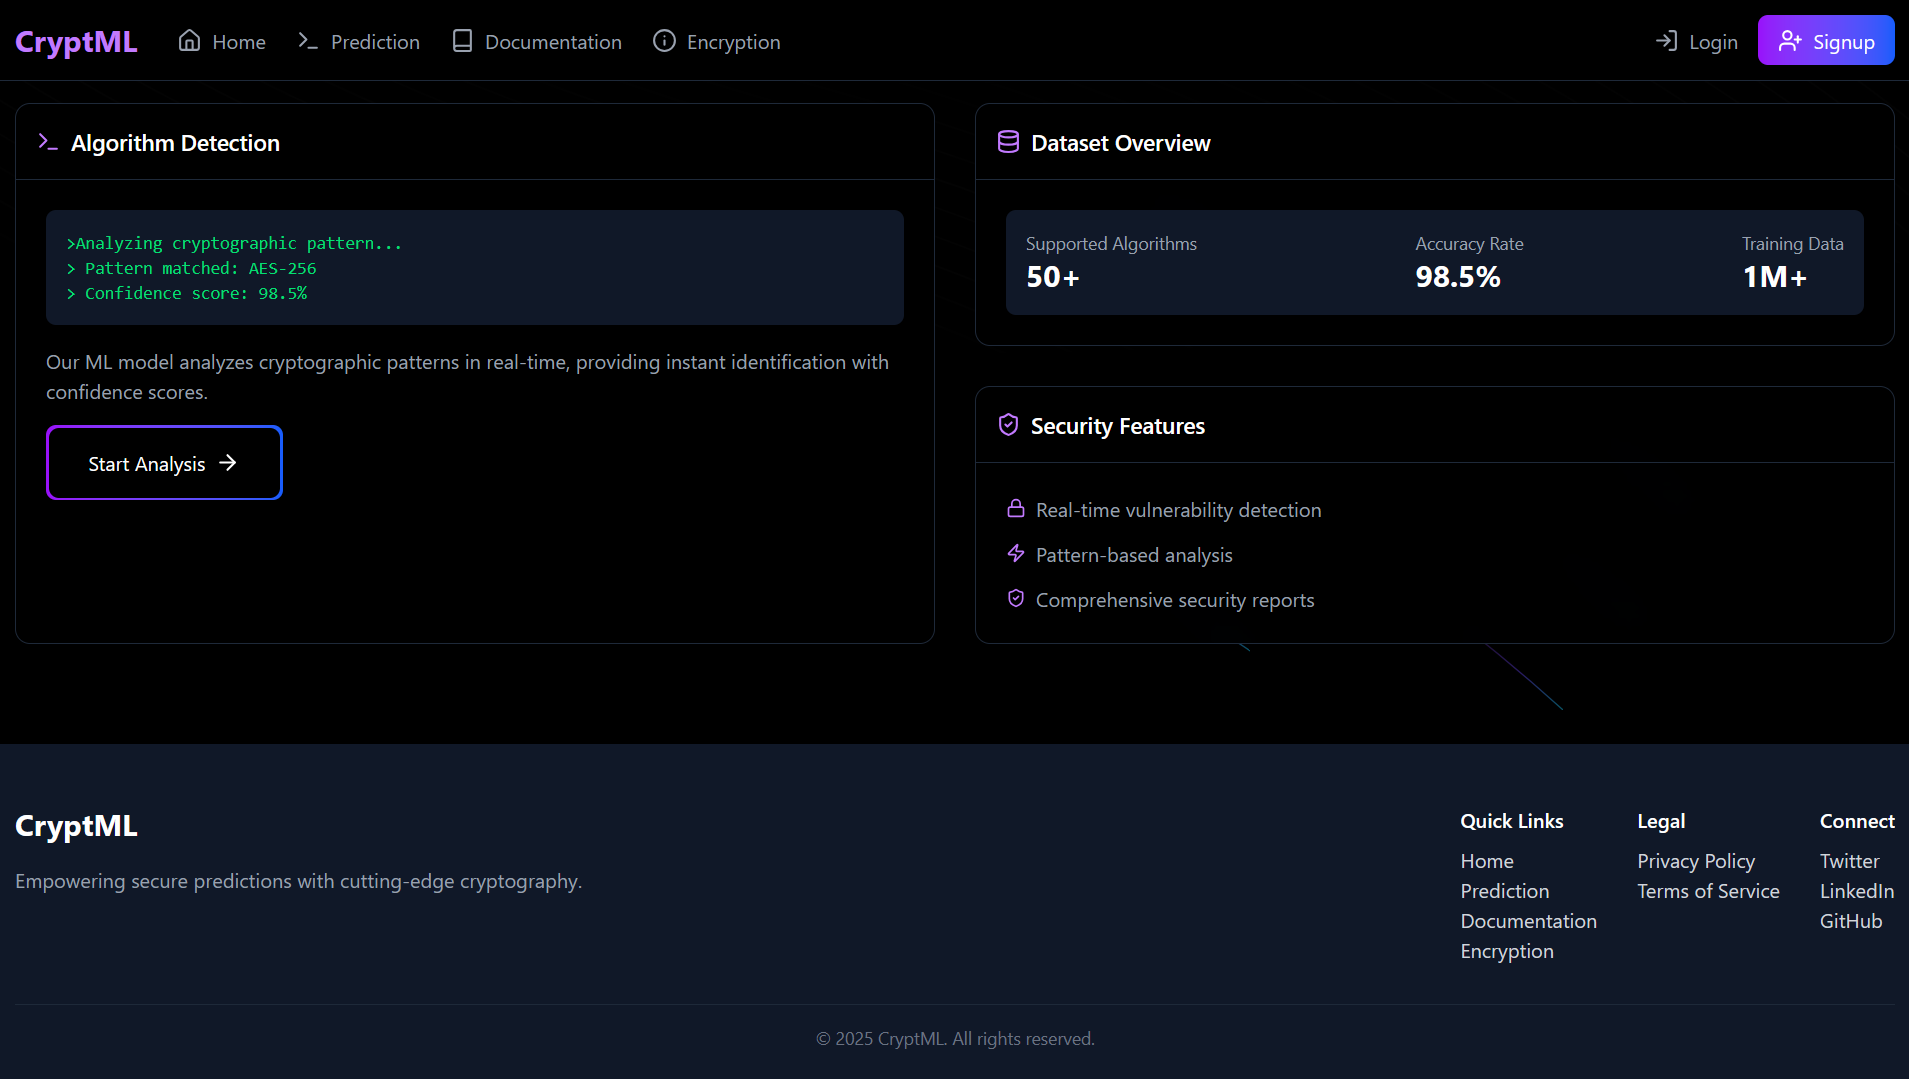 CryptML
Home
Prediction
Documentation
Encryption
Login
Signup
Algorithm Detection
>Analyzing cryptographic pattern...
> Pattern matched: AES-256
> Confidence score: 98.5%
Our ML model analyzes cryptographic patterns in real-time, providing instant identification with
confidence scores.
Start Analysis
Dataset Overview
Supported Algorithms
50+
Accuracy Rate
98.5%
Training Data
1M+
Security Features
Real-time vulnerability detection
Pattern-based analysis
Comprehensive security reports
CryptML
Empowering secure predictions with cutting-edge cryptography.
Quick Links
Home
Prediction
Documentation
Encryption
Legal
Privacy Policy
Terms of Service
Connect
Twitter
LinkedIn
GitHub
© 2025 CryptML. All rights reserved.